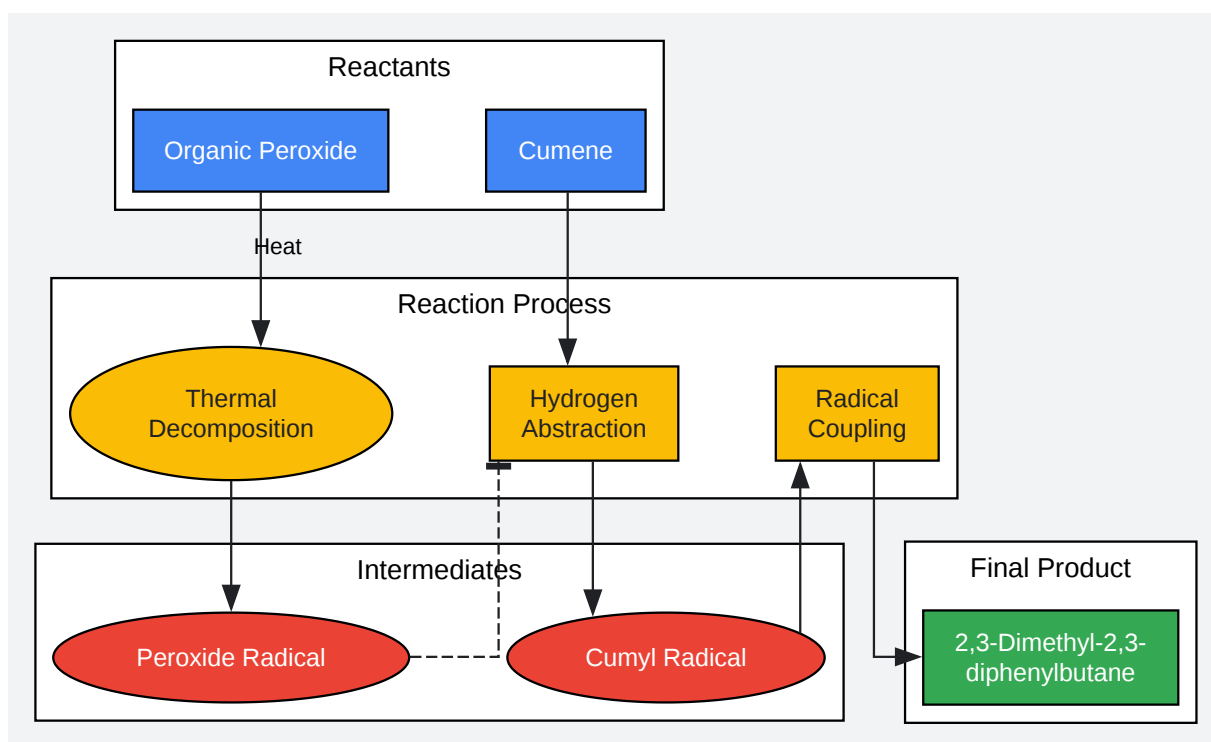 Reactants
Organic Peroxide
Cumene
Heat
Reaction Process
Thermal
Decomposition
Hydrogen
Abstraction
Radical
Coupling
Intermediates
Peroxide Radical
Cumyl Radical
Final Product
2,3-Dimethyl-2,3-
diphenylbutane